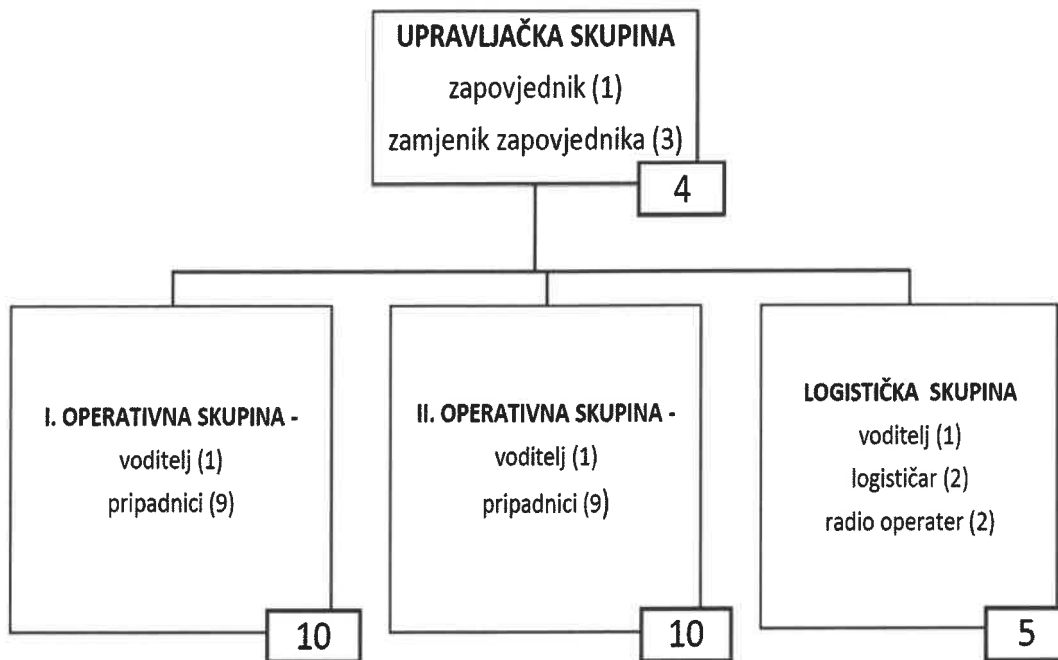 UPRAVLJAČKA SKUPINA
zapovjednik (1)
zamjenik zapovjednika (3)
4
I. OPERATIVNA SKUPINA -
voditelj (1)
pripadnici (9)
10
II. OPERATIVNA SKUPINA -
voditelj (1)
pripadnici (9)
10
LOGISTIČKA SKUPINA
voditelj (1)
logističar (2)
radio operater (2)
5